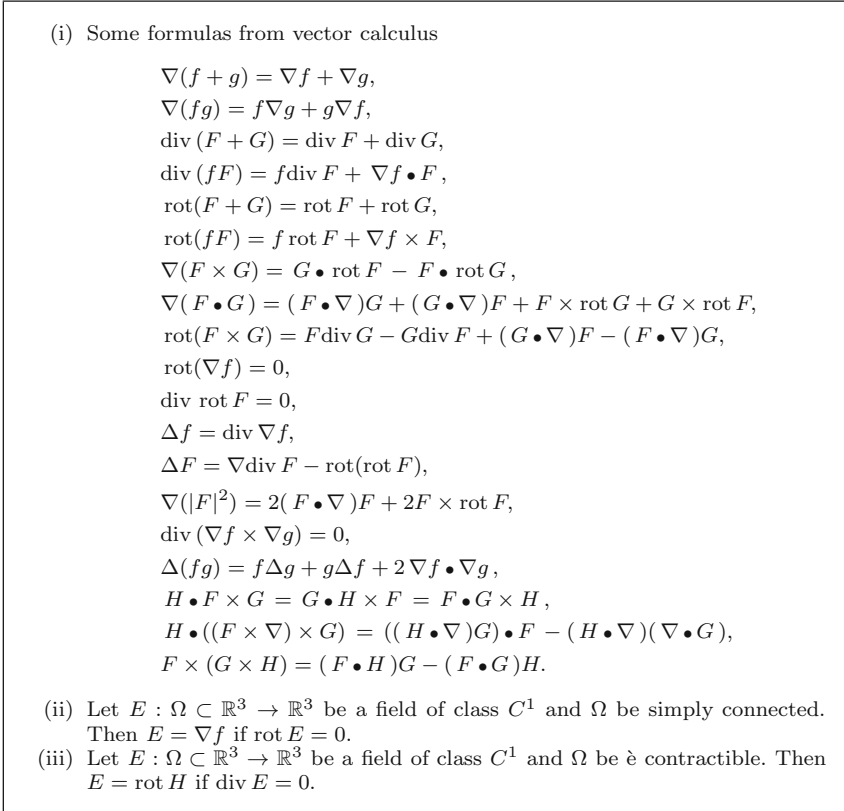 (i) Some formulas from vector calculus
∇(f + g) = ∇f + ∇g,
∇(fg) = f∇g + g∇f,
div (F + G) = div F + div G,
div (fF) = fdiv F + ∇f • F ,
rot(F + G) = rot F + rot G,
rot(fF) = f rot F + ∇f × F,
∇(F × G) = G • rot F − F • rot G ,
∇( F • G ) = ( F • ∇ )G + ( G • ∇ )F + F × rot G + G × rot F,
rot(F × G) = Fdiv G − Gdiv F + ( G • ∇ )F − ( F • ∇ )G,
rot(∇f) = 0,
div rot F = 0,
Δf = div ∇f,
ΔF = ∇div F − rot(rot F),
∇(|F|²) = 2( F • ∇ )F + 2F × rot F,
div (∇f × ∇g) = 0,
Δ(fg) = fΔg + gΔf + 2 ∇f • ∇g ,
H • F × G = G • H × F = F • G × H ,
H • ((F × ∇) × G) = (( H • ∇ )G) • F − ( H • ∇ )( ∇ • G ),
F × (G × H) = ( F • H )G − ( F • G )H.
(ii) Let E : Ω ⊂ ℝ³ → ℝ³ be a field of class C¹ and Ω be simply connected.
Then E = ∇f if rot E = 0.
(iii) Let E : Ω ⊂ ℝ³ → ℝ³ be a field of class C¹ and Ω be è contractible. Then
E = rot H if div E = 0.